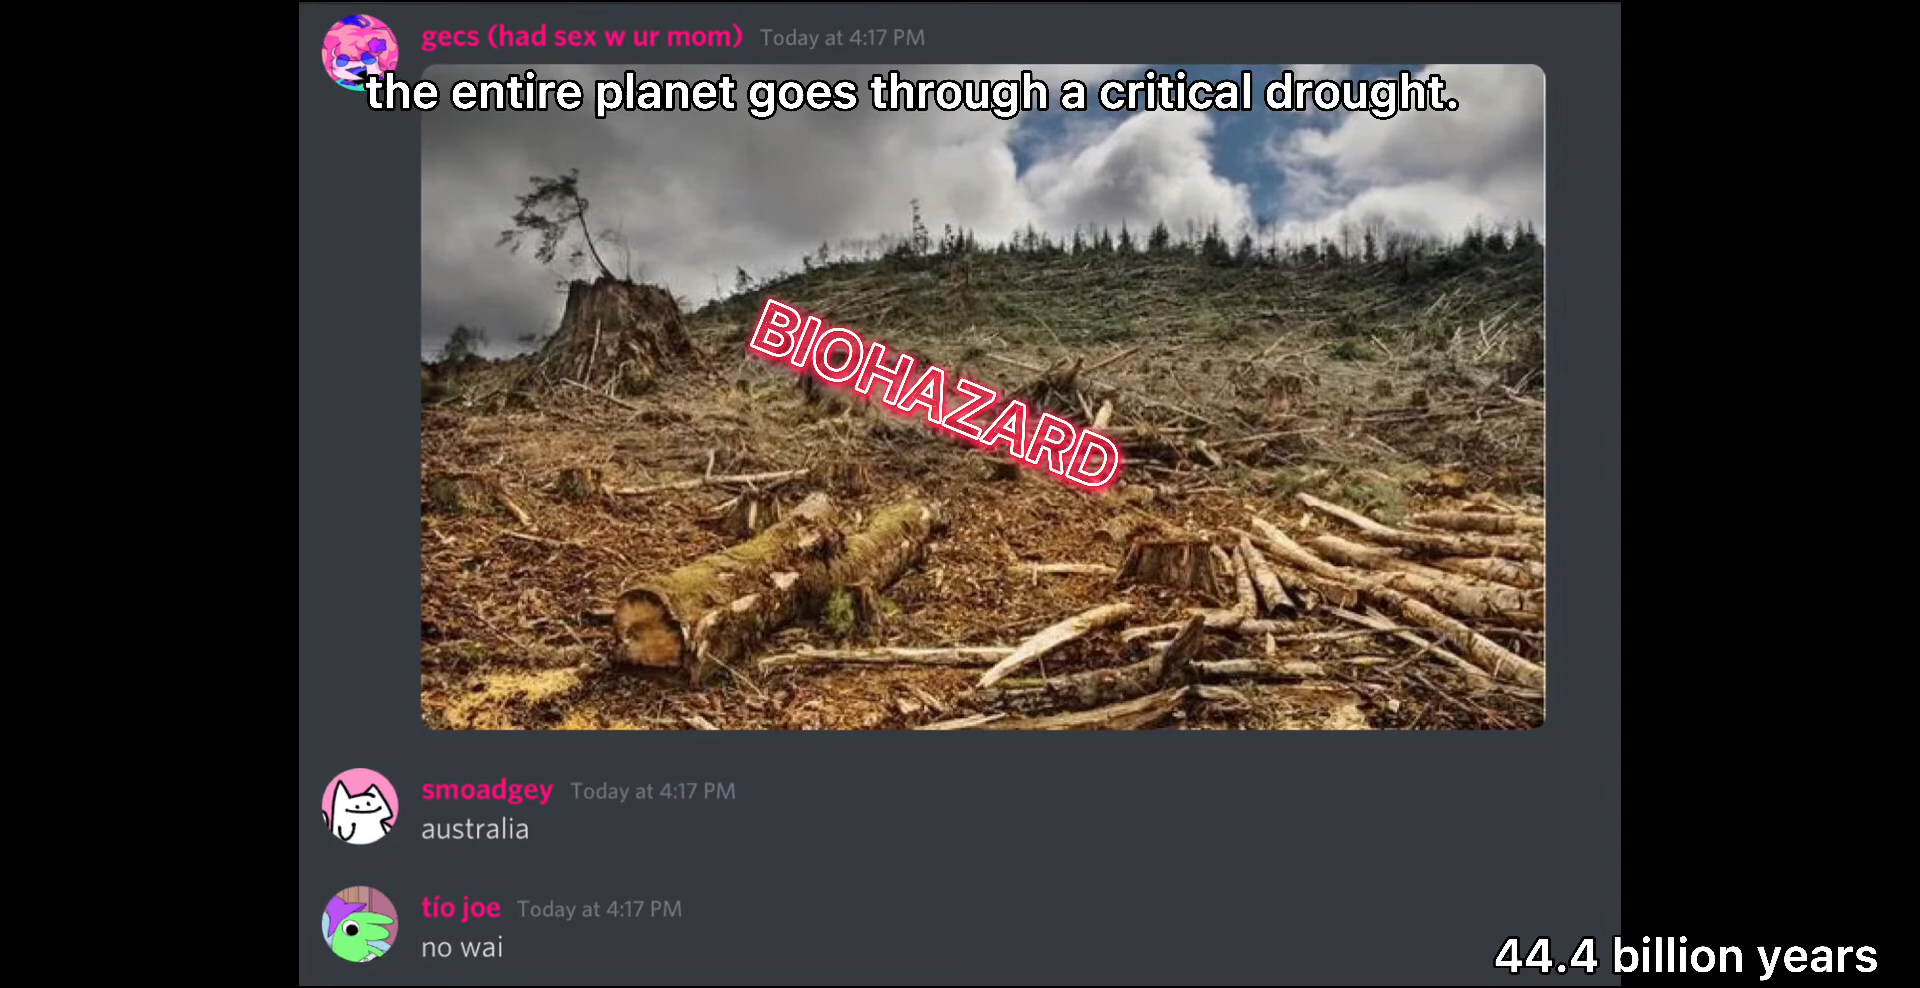 gecs (had sex w ur mom) Today at 4:17 PM
the entire planet goes through a critical drought.
BIOHAZARD
smoadgey Today at 4:17 PM
australia
tío joe Today at 4:17 PM
no wai
44.4 billion years